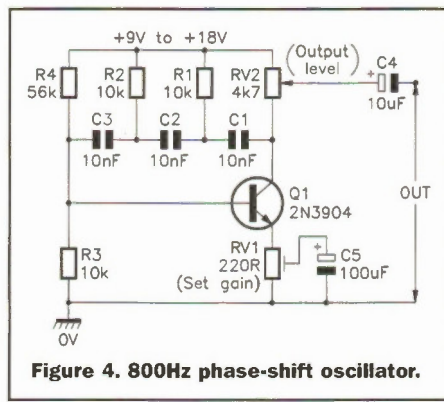 +9V to +18V
R4
56k
R2
10k
R1
10k
RV2
4k7
(Output
level)
C4
+
10uF
C3
10nF
C2
10nF
C1
10nF
Q1
2N3904
OUT
R3
10k
RV1
220R
(Set gain)
+
C5
100uF
0V
Figure 4. 800Hz phase-shift oscillator.